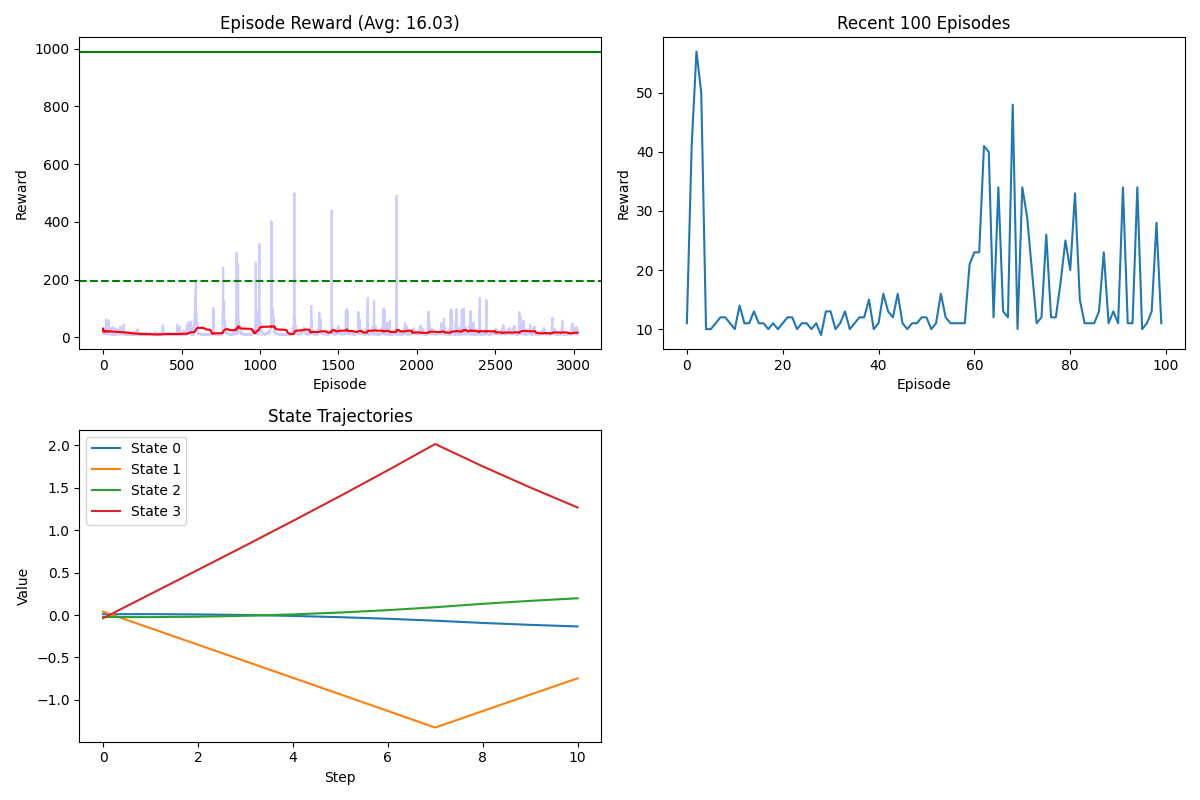 Episode Reward (Avg: 16.03)
Reward
1000
800
600
400
200
0
0 500 1000 1500 2000 2500 3000
Episode
Recent 100 Episodes
Reward
50
40
30
20
10
0 20 40 60 80 100
Episode
State Trajectories
Value
2.0
1.5
1.0
0.5
0.0
−0.5
−1.0
State 0
State 1
State 2
State 3
0 2 4 6 8 10
Step